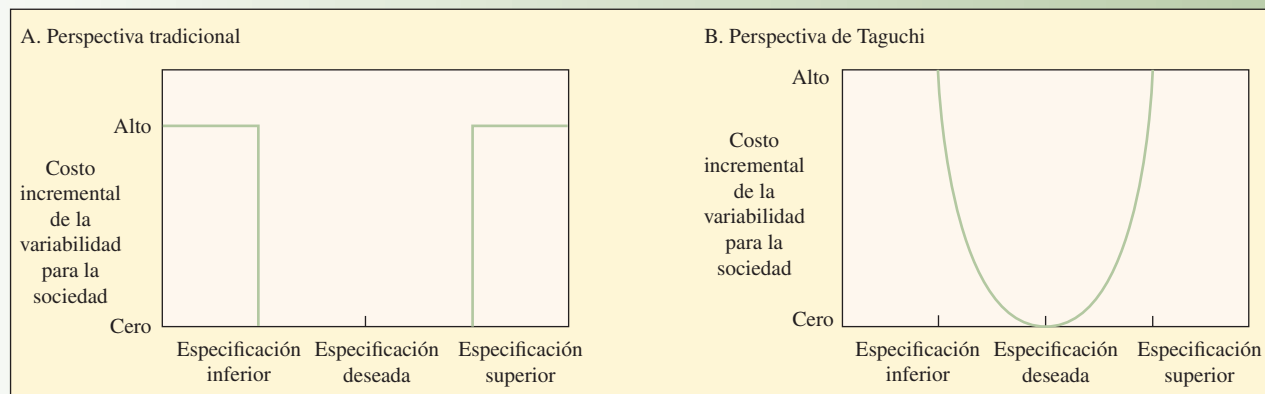 A. Perspectiva tradicional
Alto
Costo
incremental
de la
variabilidad
para la
sociedad
Cero
Especificación
inferior
Especificación
deseada
Especificación
superior
B. Perspectiva de Taguchi
Alto
Costo
incremental
de la
variabilidad
para la
sociedad
Cero
Especificación
inferior
Especificación
deseada
Especificación
superior